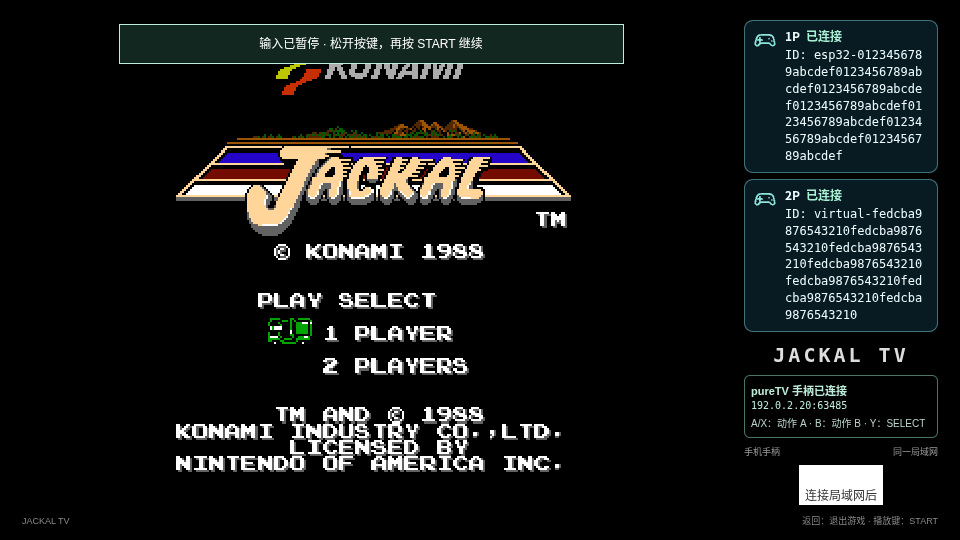 输入已暂停 · 松开按键，再按 START 继续
KONAMI
JACKAL
TM
© KONAMI 1988
PLAY SELECT
1 PLAYER
2 PLAYERS
TM AND © 1988
KONAMI INDUSTRY CO.,LTD.
LICENSED BY
NINTENDO OF AMERICA INC.
JACKAL TV
1P 已连接
ID: esp32-012345678
9abcdef0123456789ab
cdef0123456789abcde
f0123456789abcdef01
23456789abcdef01234
56789abcdef01234567
89abcdef
2P 已连接
ID: virtual-fedcba9
876543210fedcba9876
543210fedcba9876543
210fedcba9876543210
fedcba9876543210fed
cba9876543210fedcba
9876543210
JACKAL TV
pureTV 手柄已连接
192.0.2.20:63485
A/X：动作 A · B：动作 B · Y：SELECT
手机手柄 同一局域网
连接局域网后
返回：退出游戏 · 播放键：START